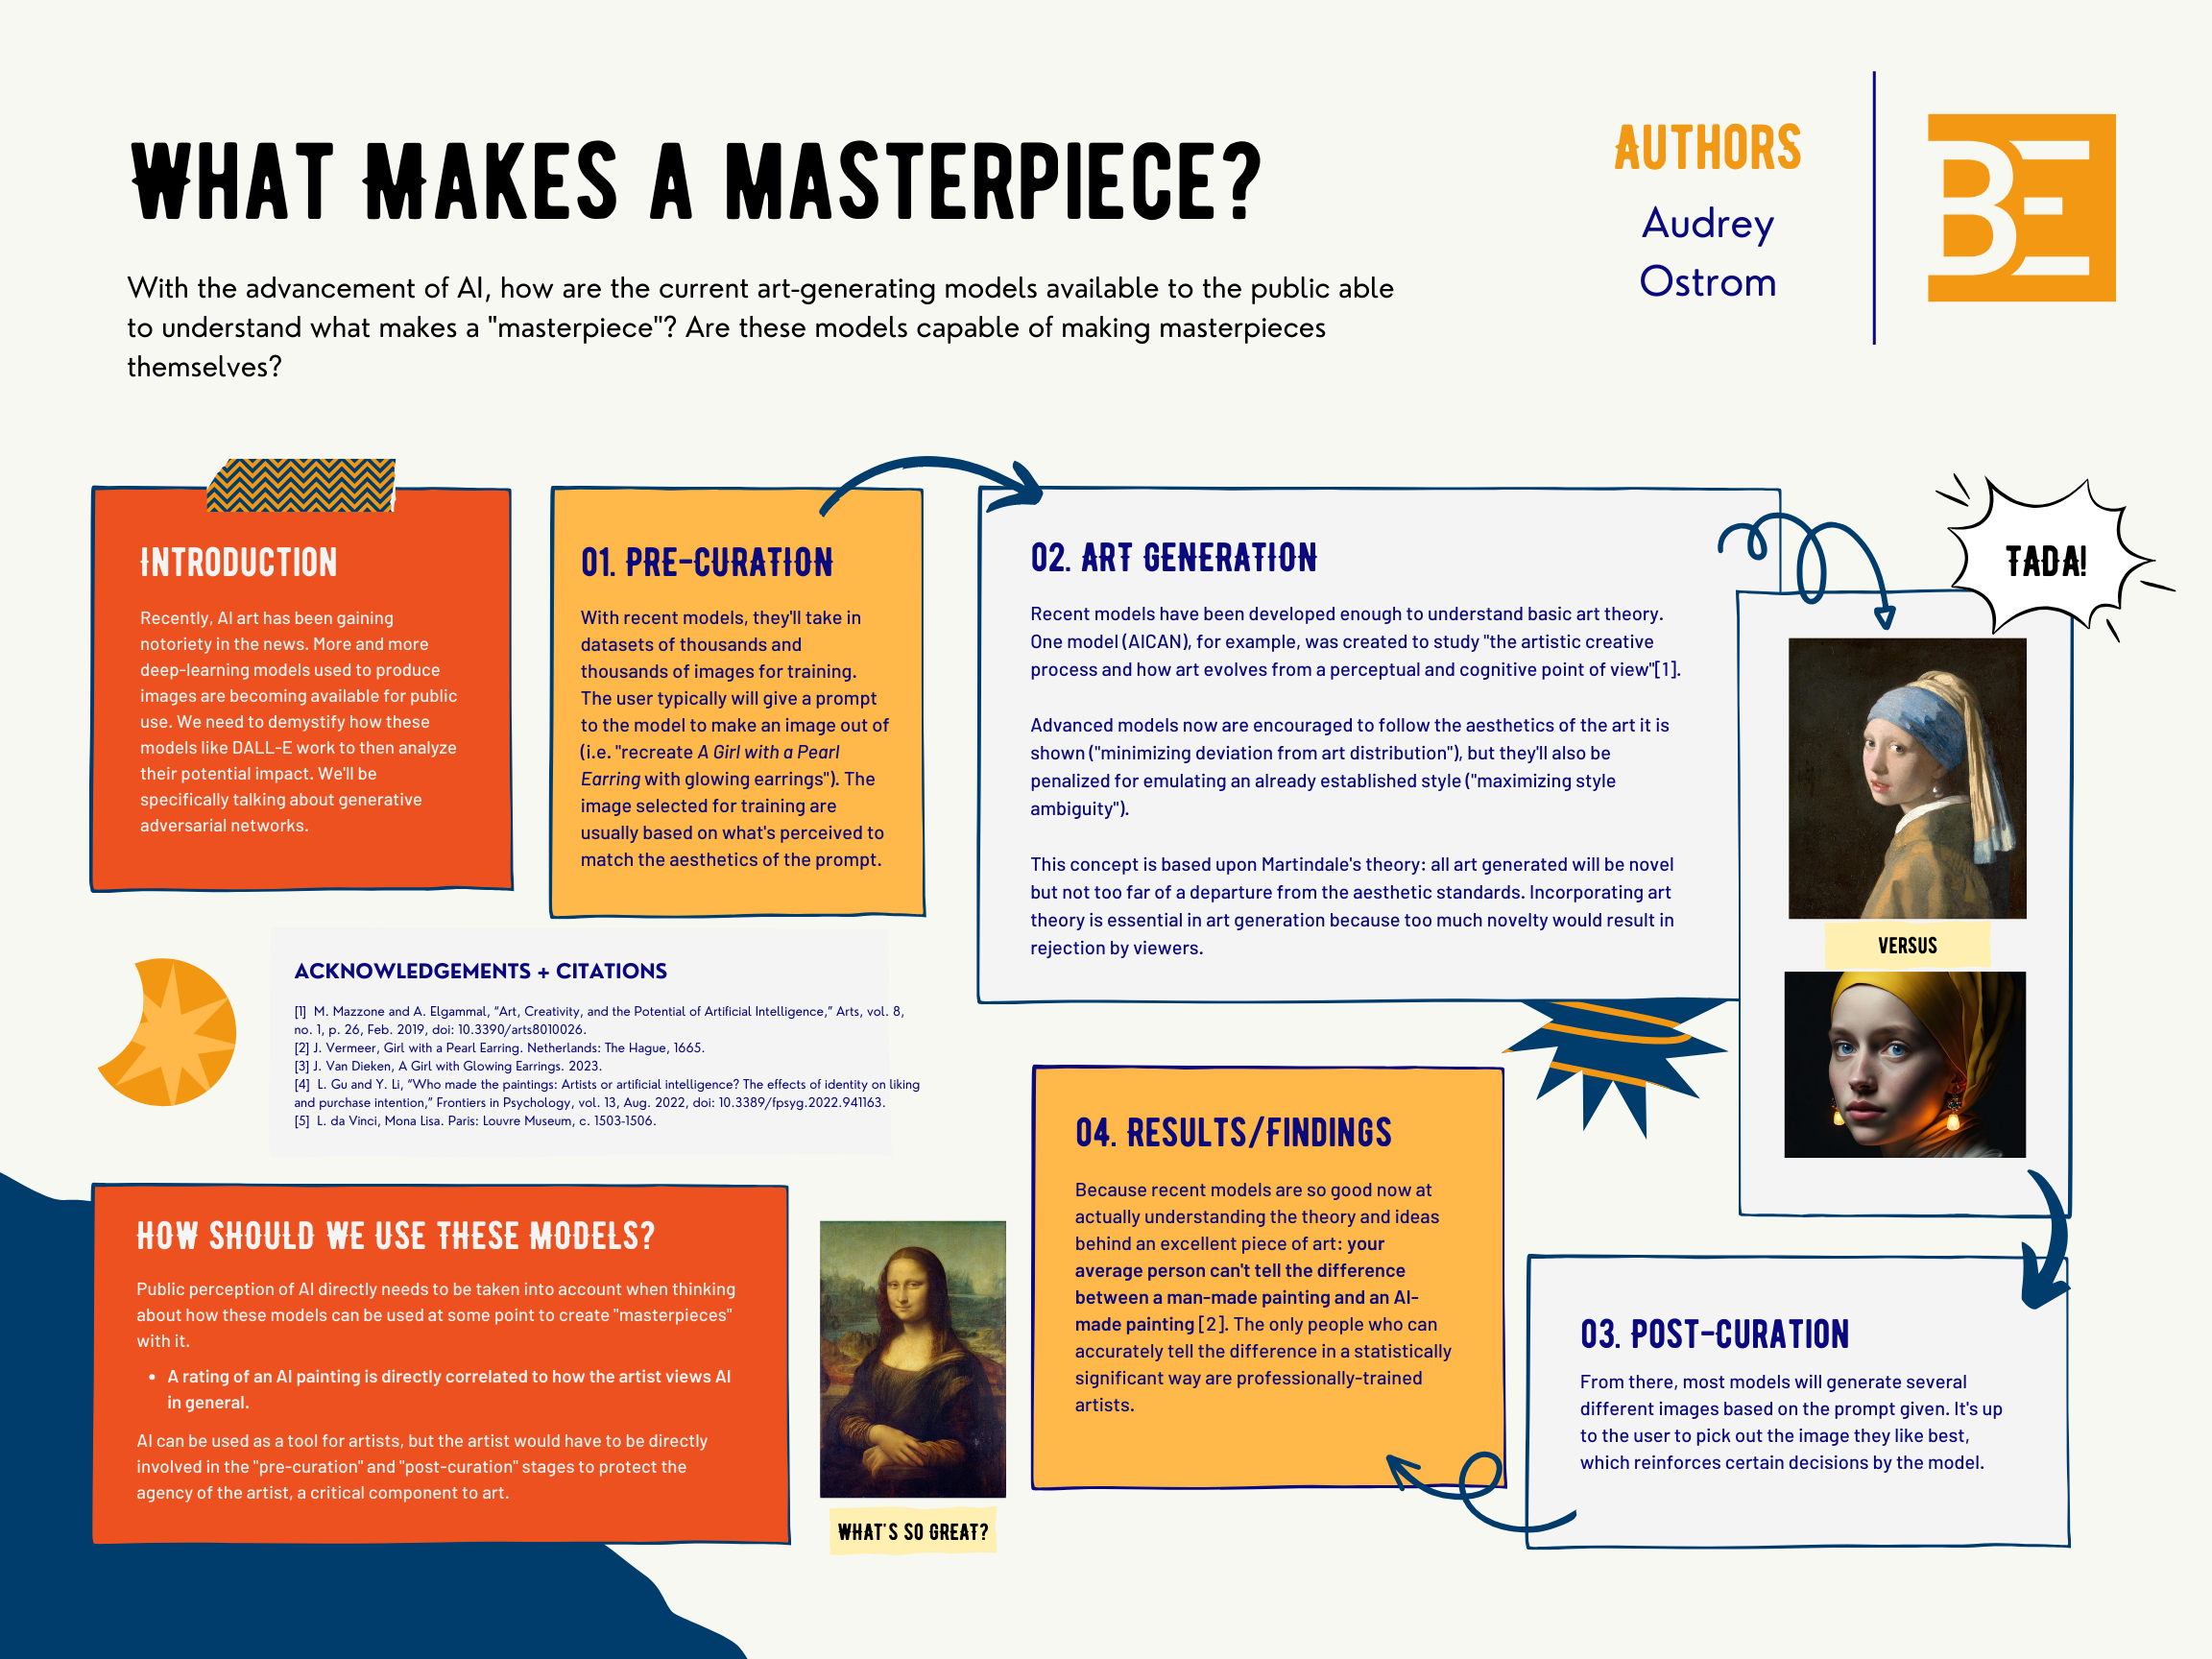 WHAT MAKES A MASTERPIECE?
With the advancement of AI, how are the current art-generating models available to the public able
to understand what makes a "masterpiece"? Are these models capable of making masterpieces
themselves?
AUTHORS
Audrey
Ostrom
BE
INTRODUCTION
Recently, AI art has been gaining
notoriety in the news. More and more
deep-learning models used to produce
images are becoming available for public
use. We need to demystify how these
models like DALL-E work to then analyze
their potential impact. We'll be
specifically talking about generative
adversarial networks.
01. PRE-CURATION
With recent models, they'll take in
datasets of thousands and
thousands of images for training.
The user typically will give a prompt
to the model to make an image out of
(i.e. "recreate A Girl with a Pearl
Earring with glowing earrings"). The
image selected for training are
usually based on what's perceived to
match the aesthetics of the prompt.
02. ART GENERATION
Recent models have been developed enough to understand basic art theory.
One model (AICAN), for example, was created to study "the artistic creative
process and how art evolves from a perceptual and cognitive point of view"[1].
Advanced models now are encouraged to follow the aesthetics of the art it is
shown ("minimizing deviation from art distribution"), but they'll also be
penalized for emulating an already established style ("maximizing style
ambiguity").
This concept is based upon Martindale's theory: all art generated will be novel
but not too far of a departure from the aesthetic standards. Incorporating art
theory is essential in art generation because too much novelty would result in
rejection by viewers.
TADA!
VERSUS
03. POST-CURATION
From there, most models will generate several
different images based on the prompt given. It's up
to the user to pick out the image they like best,
which reinforces certain decisions by the model.
04. RESULTS/FINDINGS
Because recent models are so good now at
actually understanding the theory and ideas
behind an excellent piece of art: your
average person can't tell the difference
between a man-made painting and an AI-
made painting [2]. The only people who can
accurately tell the difference in a statistically
significant way are professionally-trained
artists.
ACKNOWLEDGEMENTS + CITATIONS
[1] M. Mazzone and A. Elgammal, “Art, Creativity, and the Potential of Artificial Intelligence,” Arts, vol. 8,
no. 1, p. 26, Feb. 2019, doi: 10.3390/arts8010026.
[2] J. Vermeer, Girl with a Pearl Earring. Netherlands: The Hague, 1665.
[3] J. Van Dieken, A Girl with Glowing Earrings. 2023.
[4] L. Gu and Y. Li, “Who made the paintings: Artists or artificial intelligence? The effects of identity on liking
and purchase intention,” Frontiers in Psychology, vol. 13, Aug. 2022, doi: 10.3389/fpsyg.2022.941163.
[5] L. da Vinci, Mona Lisa. Paris: Louvre Museum, c. 1503-1506.
HOW SHOULD WE USE THESE MODELS?
Public perception of AI directly needs to be taken into account when thinking
about how these models can be used at some point to create "masterpieces"
with it.
• A rating of an AI painting is directly correlated to how the artist views AI
in general.
AI can be used as a tool for artists, but the artist would have to be directly
involved in the "pre-curation" and "post-curation" stages to protect the
agency of the artist, a critical component to art.
WHAT'S SO GREAT?